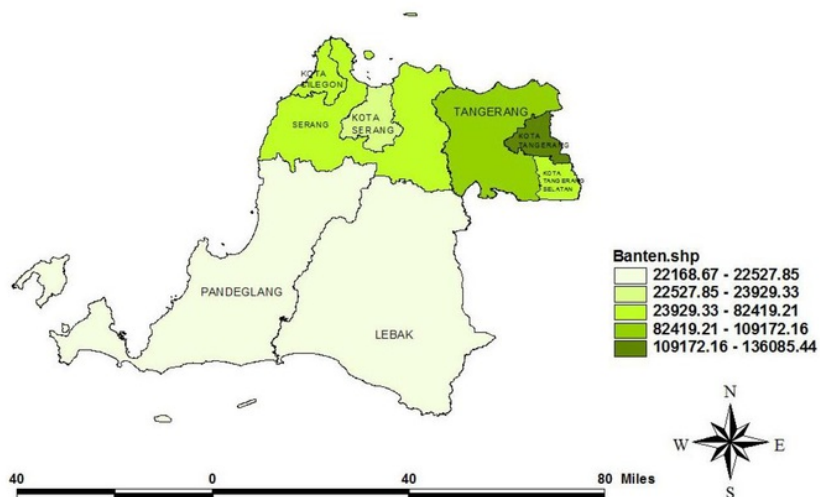 KOTA
CILEGON
SERANG
KOTA
SERANG
TANGERANG
KOTA
TANGERANG
KOTA
TANGERANG
SELATAN
PANDEGLANG
LEBAK
Banten.shp
22168.67 - 22527.85
22527.85 - 23929.33
23929.33 - 82419.21
82419.21 - 109172.16
109172.16 - 136085.44
N
W E
S
40 0 40 80 Miles